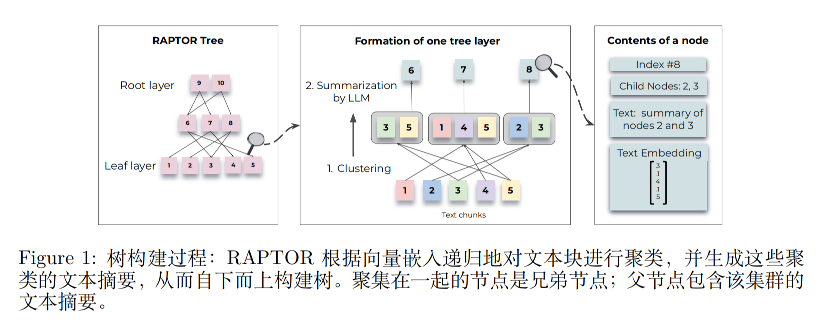 RAPTOR Tree
Root layer
9 10
6 7 8
Leaf layer
1 2 3 4 5
Formation of one tree layer
6 7 8
2. Summarization
by LLM
3 5 1 4 5 2 3
1. Clustering
1 2 3 4 5
Text chunks
Contents of a node
Index #8
Child Nodes: 2, 3
Text: summary of
nodes 2 and 3
Text Embedding
3
1
4
1
5
Figure 1: 树构建过程：RAPTOR 根据向量嵌入递归地对文本块进行聚类，并生成这些聚
类的文本摘要，从而自下而上构建树。聚集在一起的节点是兄弟节点；父节点包含该集群的
文本摘要。